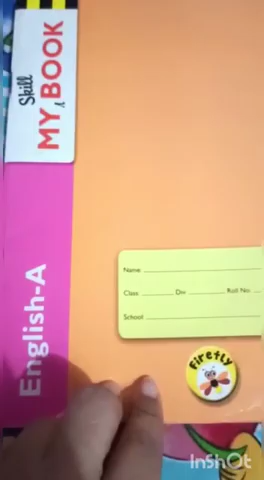 MY Skill BOOK
English-A
Name
Class Div Roll No.
School
firefly
InShOt